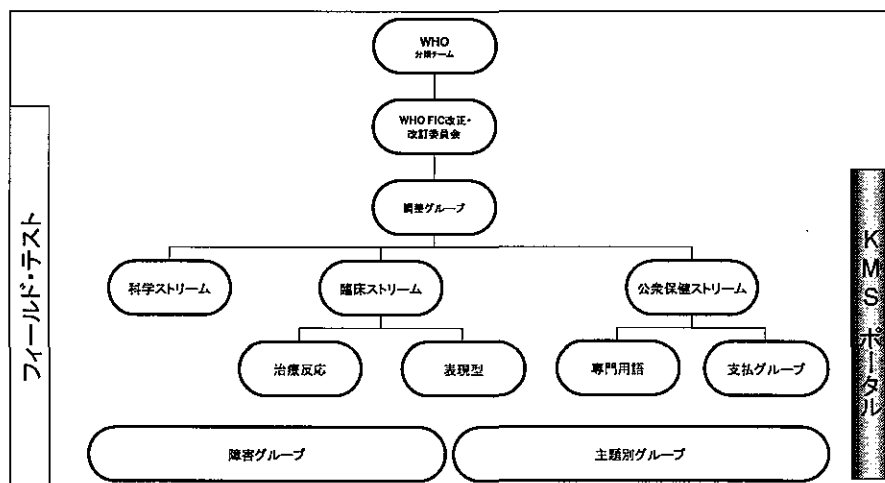 WHO
分類チーム
WHO FIC改正・
改訂委員会
調整グループ
科学ストリーム
臨床ストリーム
公衆保健ストリーム
治療反応
表現型
専門用語
支払グループ
障害グループ
主題別グループ
フィールド・テスト
KMS ポータル